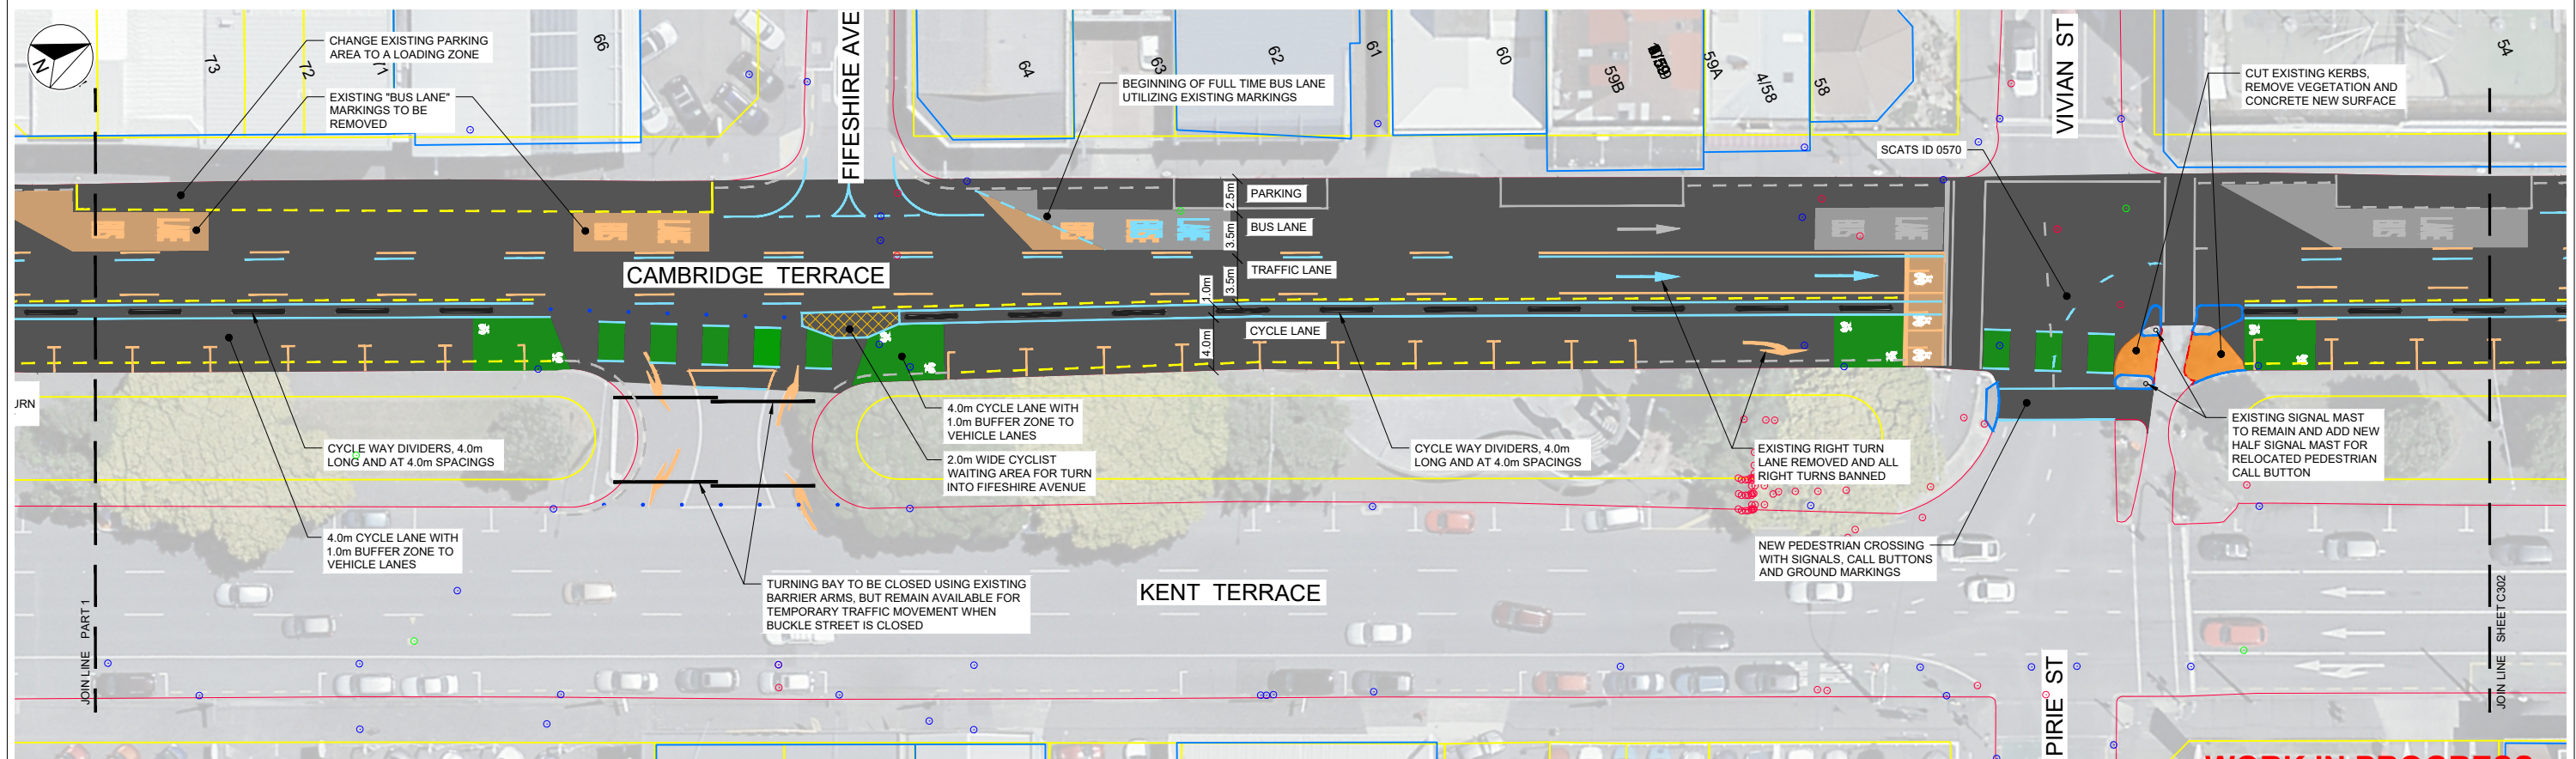 N
73
72
71
66
64
63
62
61
60
59B
59A
4/58
58
54
CHANGE EXISTING PARKING
AREA TO A LOADING ZONE
EXISTING "BUS LANE"
MARKINGS TO BE
REMOVED
FIFESHIRE AVE
BEGINNING OF FULL TIME BUS LANE
UTILIZING EXISTING MARKINGS
VIVIAN ST
CUT EXISTING KERBS,
REMOVE VEGETATION AND
CONCRETE NEW SURFACE
SCATS ID 0570
2.5m
PARKING
3.5m
BUS LANE
3.5m
TRAFFIC LANE
1.0m
4.0m
CYCLE LANE
CAMBRIDGE TERRACE
URN
CYCLE WAY DIVIDERS, 4.0m
LONG AND AT 4.0m SPACINGS
4.0m CYCLE LANE WITH
1.0m BUFFER ZONE TO
VEHICLE LANES
4.0m CYCLE LANE WITH
1.0m BUFFER ZONE TO
VEHICLE LANES
2.0m WIDE CYCLIST
WAITING AREA FOR TURN
INTO FIFESHIRE AVENUE
CYCLE WAY DIVIDERS, 4.0m
LONG AND AT 4.0m SPACINGS
EXISTING RIGHT TURN
LANE REMOVED AND ALL
RIGHT TURNS BANNED
EXISTING SIGNAL MAST
TO REMAIN AND ADD NEW
HALF SIGNAL MAST FOR
RELOCATED PEDESTRIAN
CALL BUTTON
NEW PEDESTRIAN CROSSING
WITH SIGNALS, CALL BUTTONS
AND GROUND MARKINGS
TURNING BAY TO BE CLOSED USING EXISTING
BARRIER ARMS, BUT REMAIN AVAILABLE FOR
TEMPORARY TRAFFIC MOVEMENT WHEN
BUCKLE STREET IS CLOSED
KENT TERRACE
JOIN LINE PART 1
JOIN LINE SHEET C302
PIRIE ST
WORK IN PROGRESS